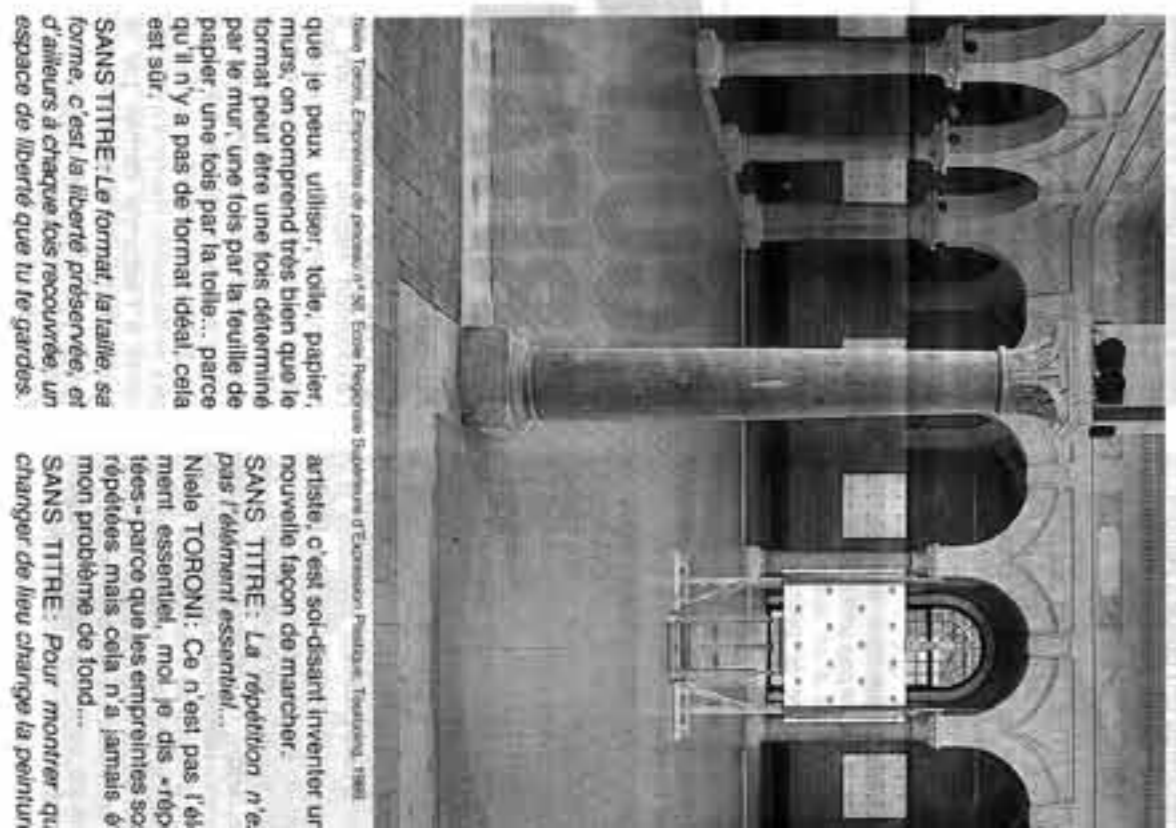 Niele Toroni, Empreintes de pinceau n° 50, École Régionale Supérieure d'Expression Plastique, Tourcoing, 1989
que je peux utiliser, toile, papier,
murs, on comprend très bien que le
format peut être une fois déterminé
par le mur, une fois par la feuille de
papier, une fois par la toile... parce
qu'il n'y a pas de format idéal, cela
est sûr.
SANS TITRE : Le format, la taille, sa
forme, c'est la liberté préservée, et
d'ailleurs à chaque fois recouvrée, un
espace de liberté que tu te gardes.
artiste, c'est soi-disant inventer un
nouvelle façon de marcher.
SANS TITRE : La répétition n'e
pas l'élément essentiel...
Niele TORONI : Ce n'est pas l'él
ment essentiel, moi je dis «rép
tées» parce que les empreintes so
répétées mais cela n'a jamais é
mon problème de fond...
SANS TITRE : Pour montrer qu
changer de lieu change la peinture